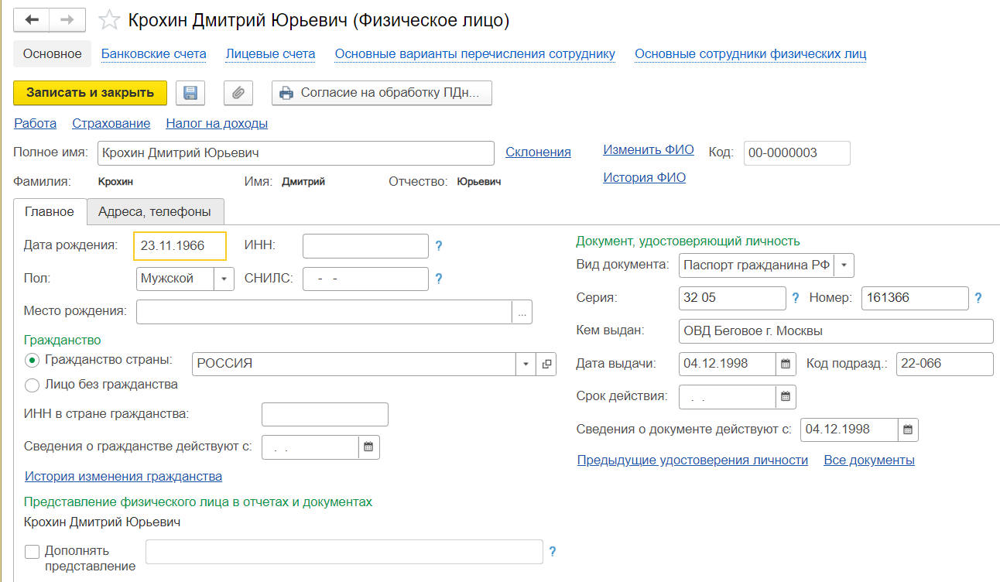 Крохин Дмитрий Юрьевич (Физическое лицо)
Основное Банковские счета Лицевые счета Основные варианты перечисления сотруднику Основные сотрудники физических лиц
Записать и закрыть Согласие на обработку ПДн...
Работа Страхование Налог на доходы
Полное имя: Крохин Дмитрий Юрьевич Склонения Изменить ФИО Код: 00-0000003
Фамилия: Крохин Имя: Дмитрий Отчество: Юрьевич История ФИО
Главное Адреса, телефоны
Дата рождения: 23.11.1966 ИНН: ?
Пол: Мужской СНИЛС: - - ?
Место рождения: ...
Гражданство
Гражданство страны: РОССИЯ
Лицо без гражданства
ИНН в стране гражданства:
Сведения о гражданстве действуют с: . .
История изменения гражданства
Документ, удостоверяющий личность
Вид документа: Паспорт гражданина РФ
Серия: 32 05 ? Номер: 161366 ?
Кем выдан: ОВД Беговое г. Москвы
Дата выдачи: 04.12.1998 Код подразд.: 22-066
Срок действия: . .
Сведения о документе действуют с: 04.12.1998
Предыдущие удостоверения личности Все документы
Представление физического лица в отчетах и документах
Крохин Дмитрий Юрьевич
Дополнять
представление ?